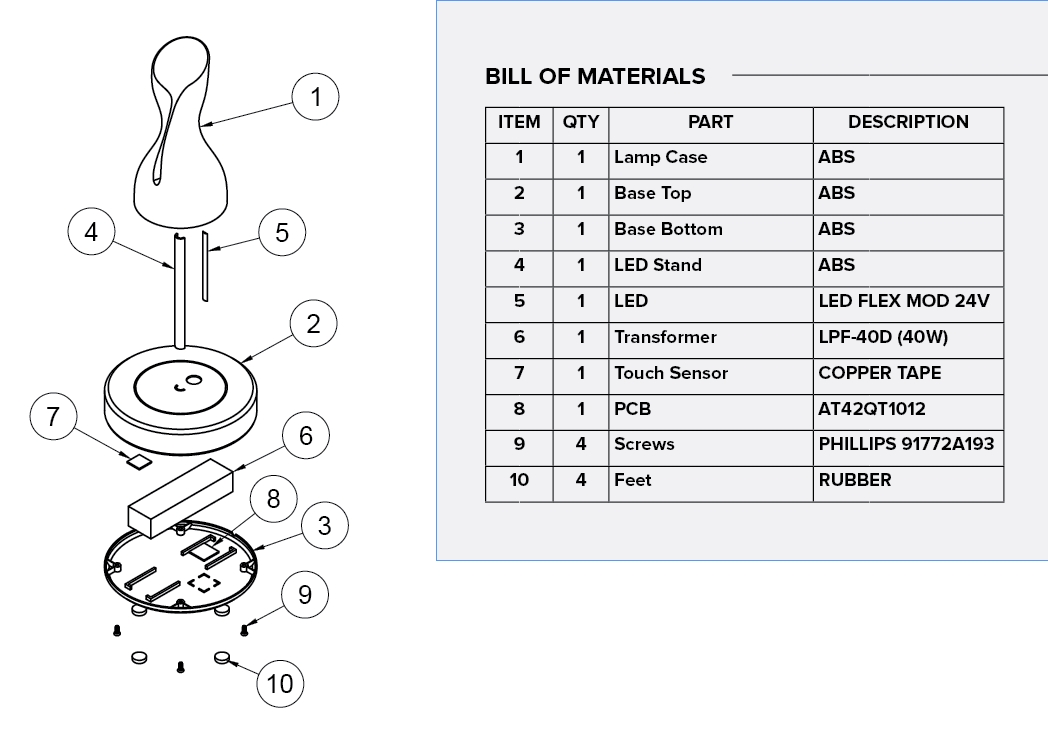 1
4
5
2
7
6
8
3
9
10
BILL OF MATERIALS
ITEM QTY PART DESCRIPTION
1 1 Lamp Case ABS
2 1 Base Top ABS
3 1 Base Bottom ABS
4 1 LED Stand ABS
5 1 LED LED FLEX MOD 24V
6 1 Transformer LPF-40D (40W)
7 1 Touch Sensor COPPER TAPE
8 1 PCB AT42QT1012
9 4 Screws PHILLIPS 91772A193
10 4 Feet RUBBER